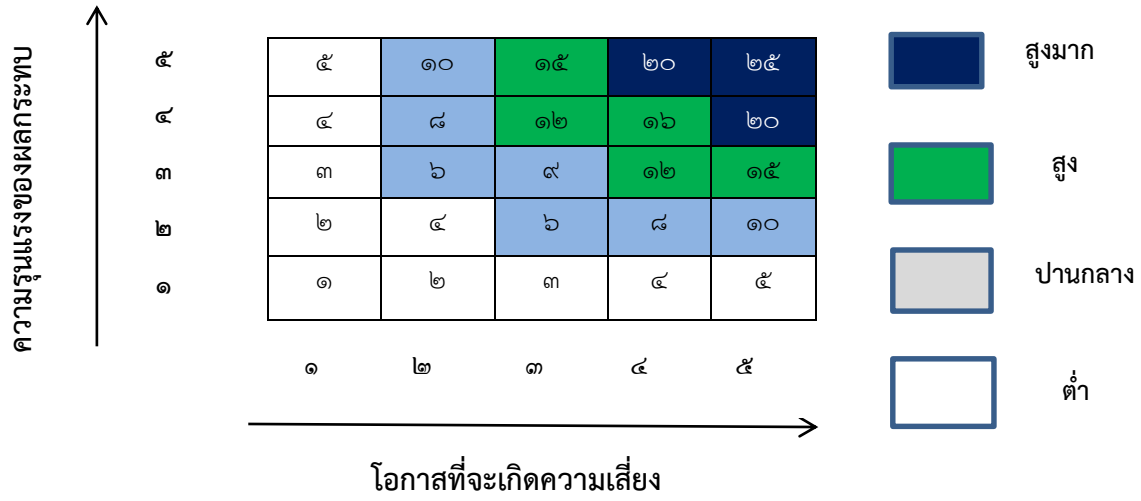 ความรุนแรงของผลกระทบ
๕ ๕ ๑๐ ๑๕ ๒๐ ๒๕
๔ ๔ ๘ ๑๒ ๑๖ ๒๐
๓ ๓ ๖ ๙ ๑๒ ๑๕
๒ ๒ ๔ ๖ ๘ ๑๐
๑ ๑ ๒ ๓ ๔ ๕
๑ ๒ ๓ ๔ ๕
โอกาสที่จะเกิดความเสี่ยง
สูงมาก
สูง
ปานกลาง
ต่ำ